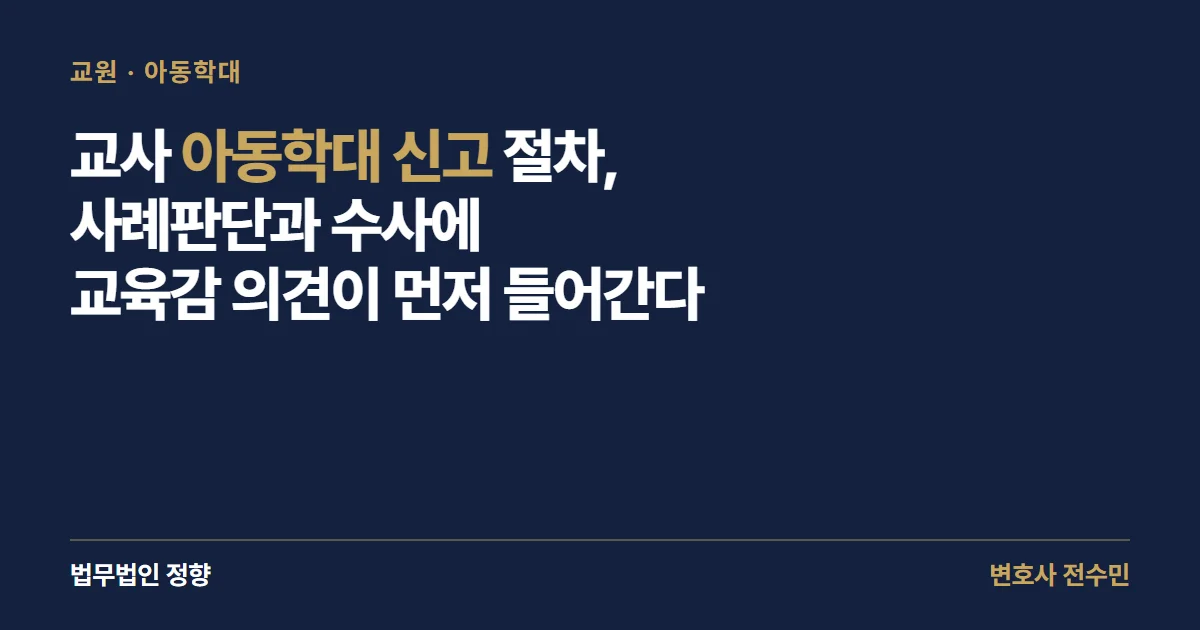 교원 · 아동학대
교사 아동학대 신고 절차,
사례판단과 수사에
교육감 의견이 먼저 들어간다
법무법인 정향
변호사 전수민